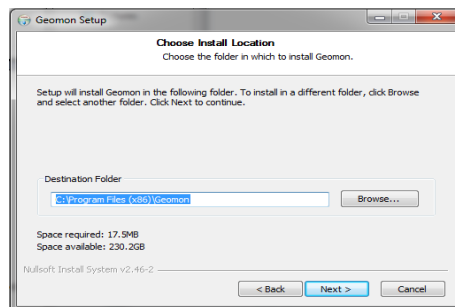 Geomon Setup
Choose Install Location
Choose the folder in which to install Geomon.
Setup will install Geomon in the following folder. To install in a different folder, click Browse
and select another folder. Click Next to continue.
Destination Folder
C:\Program Files (x86)\Geomon
Browse...
Space required: 17.5MB
Space available: 230.2GB
Nullsoft Install System v2.46-2
< Back
Next >
Cancel